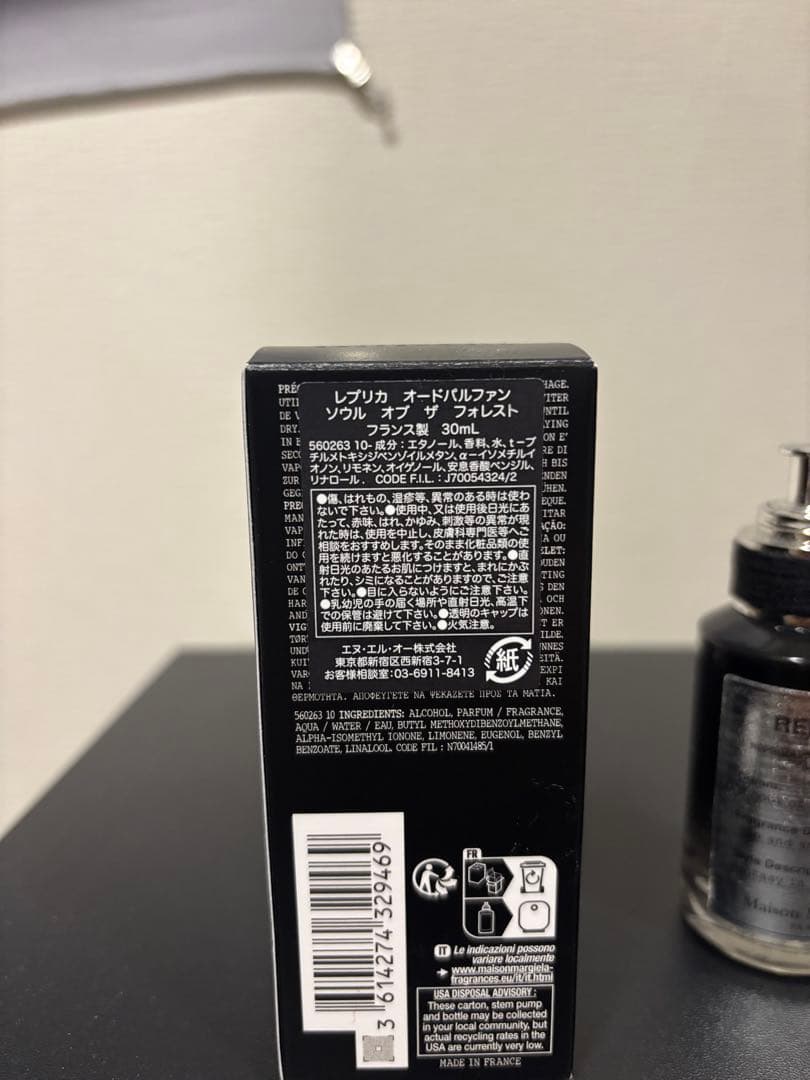 レプリカ オードパルファン
ソウル オブ ザ フォレスト
フランス製 30mL
560263 10- 成分：エタノール、香料、水、t－ブ
チルメトキシジベンゾイルメタン、α－イソメチルイ
オノン、リモネン、オイゲノール、安息香酸ベンジル、
リナロール． CODE F.I.L. : J70054324/2
●傷、はれもの、湿疹等、異常のある時は使わ
ないで下さい。●使用中、又は使用後日光にあ
たって、赤味、はれ、かゆみ、刺激等の異常が現
れた時は、使用を中止し、皮膚科専門医等へご
相談をおすすめします。そのまま化粧品類の使
用を続けますと悪化することがあります。●直
射日光のあたるお肌につけますと、まれにかぶ
れたり、シミになることがありますので、ご注意
下さい。●目に入らないようにご注意下さい。
●乳幼児の手の届く場所や直射日光、高温下
での保管は避けて下さい。●透明のキャップは
使用前に廃棄して下さい。●火気注意。
エヌ・エル・オー株式会社
東京都新宿区西新宿3-7-1
お客様相談室：03-6911-8413
紙
ΘΕΡΜΟΤΗΤΑ. ΑΠΟΦΕΥΓΕΤΕ ΝΑ ΨΕΚΑΖΕΤΕ ΠΡΟΣ ΤΑ ΜΑΤΙΑ.
560263 10 INGREDIENTS: ALCOHOL, PARFUM / FRAGRANCE,
AQUA / WATER / EAU, BUTYL METHOXYDIBENZOYLMETHANE,
ALPHA-ISOMETHYL IONONE, LIMONENE, EUGENOL, BENZYL
BENZOATE, LINALOOL. CODE FIL : N70041485/1
3 614274 329469
FR
IT Le indicazioni possono
variare localmente
www.maisonmargiela-
fragrances.eu/it/it.html
USA DISPOSAL ADVISORY :
These carton, stem pump
and bottle may be collected
in your local community, but
actual recycling rates in the
USA are currently very low.
MADE IN FRANCE
Maison